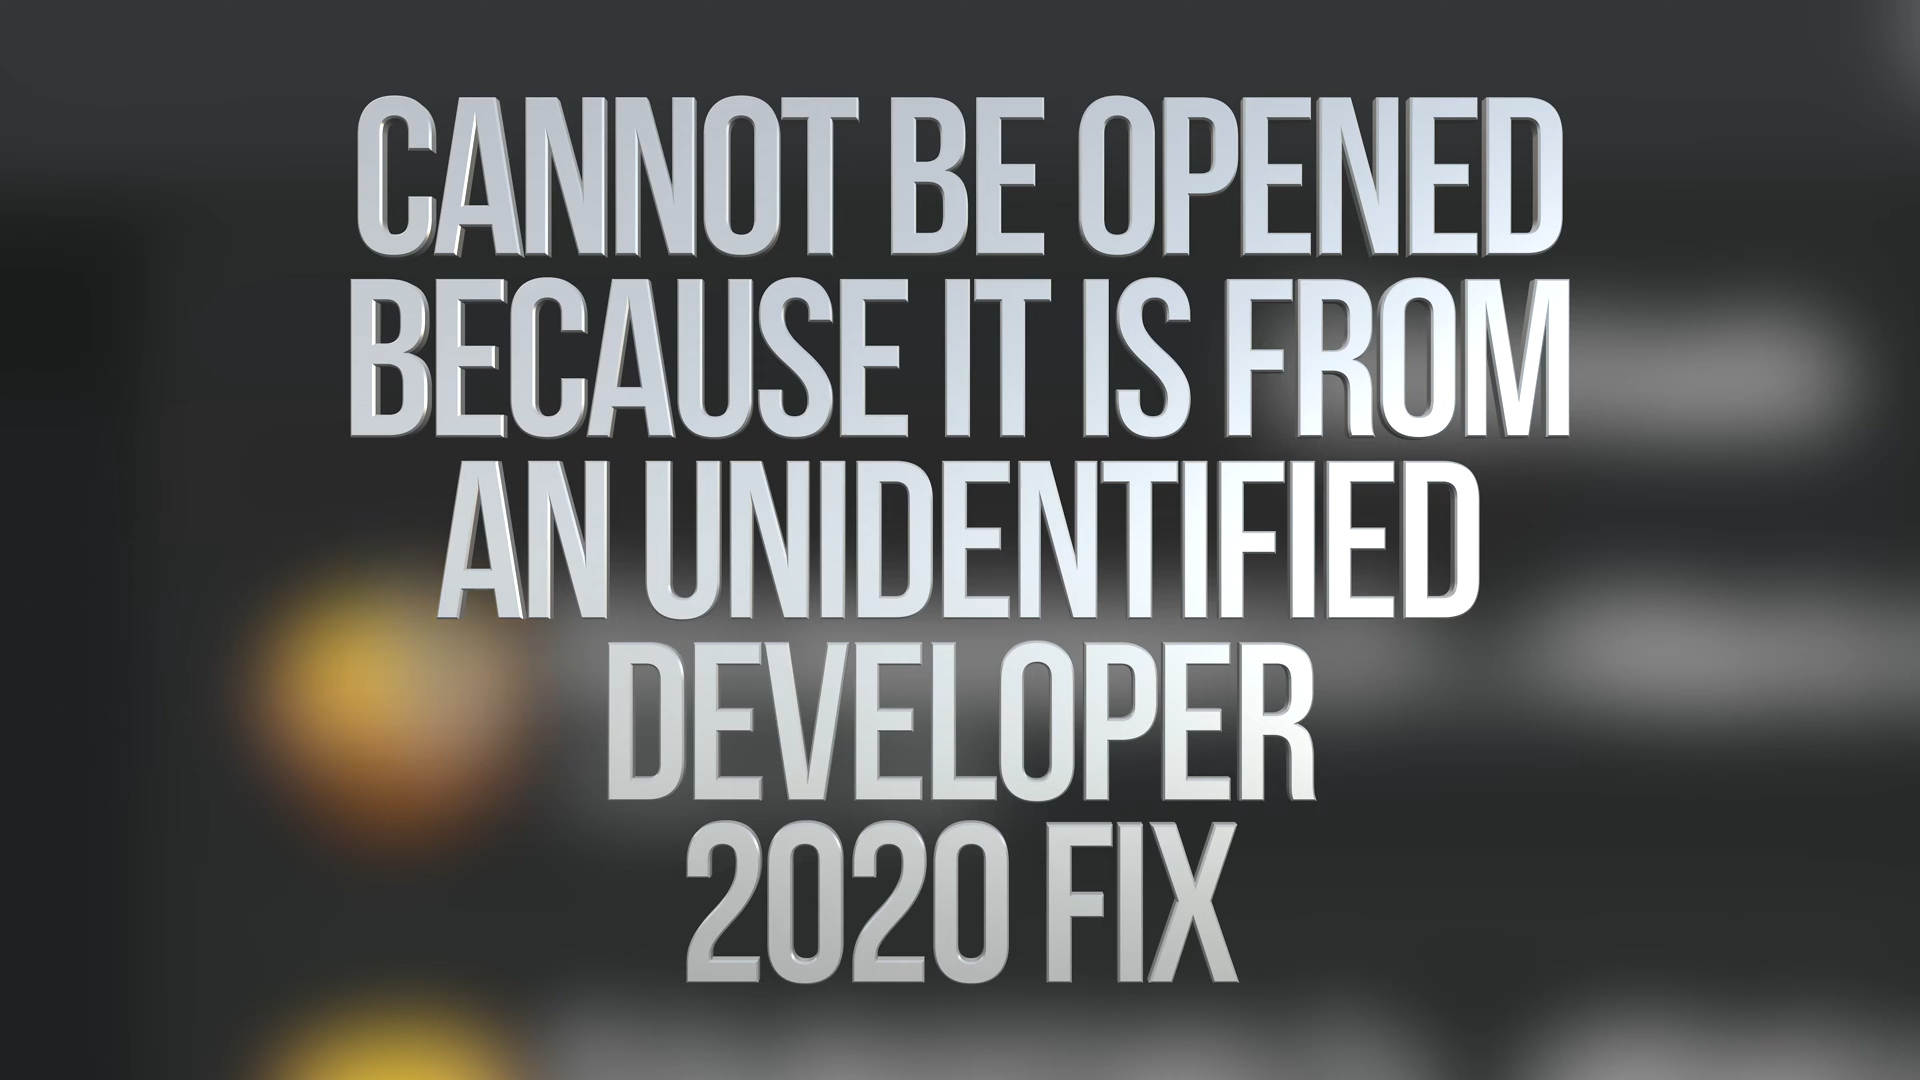 CANNOT BE OPENED
BECAUSE IT IS FROM
AN UNIDENTIFIED
DEVELOPER
2020 FIX